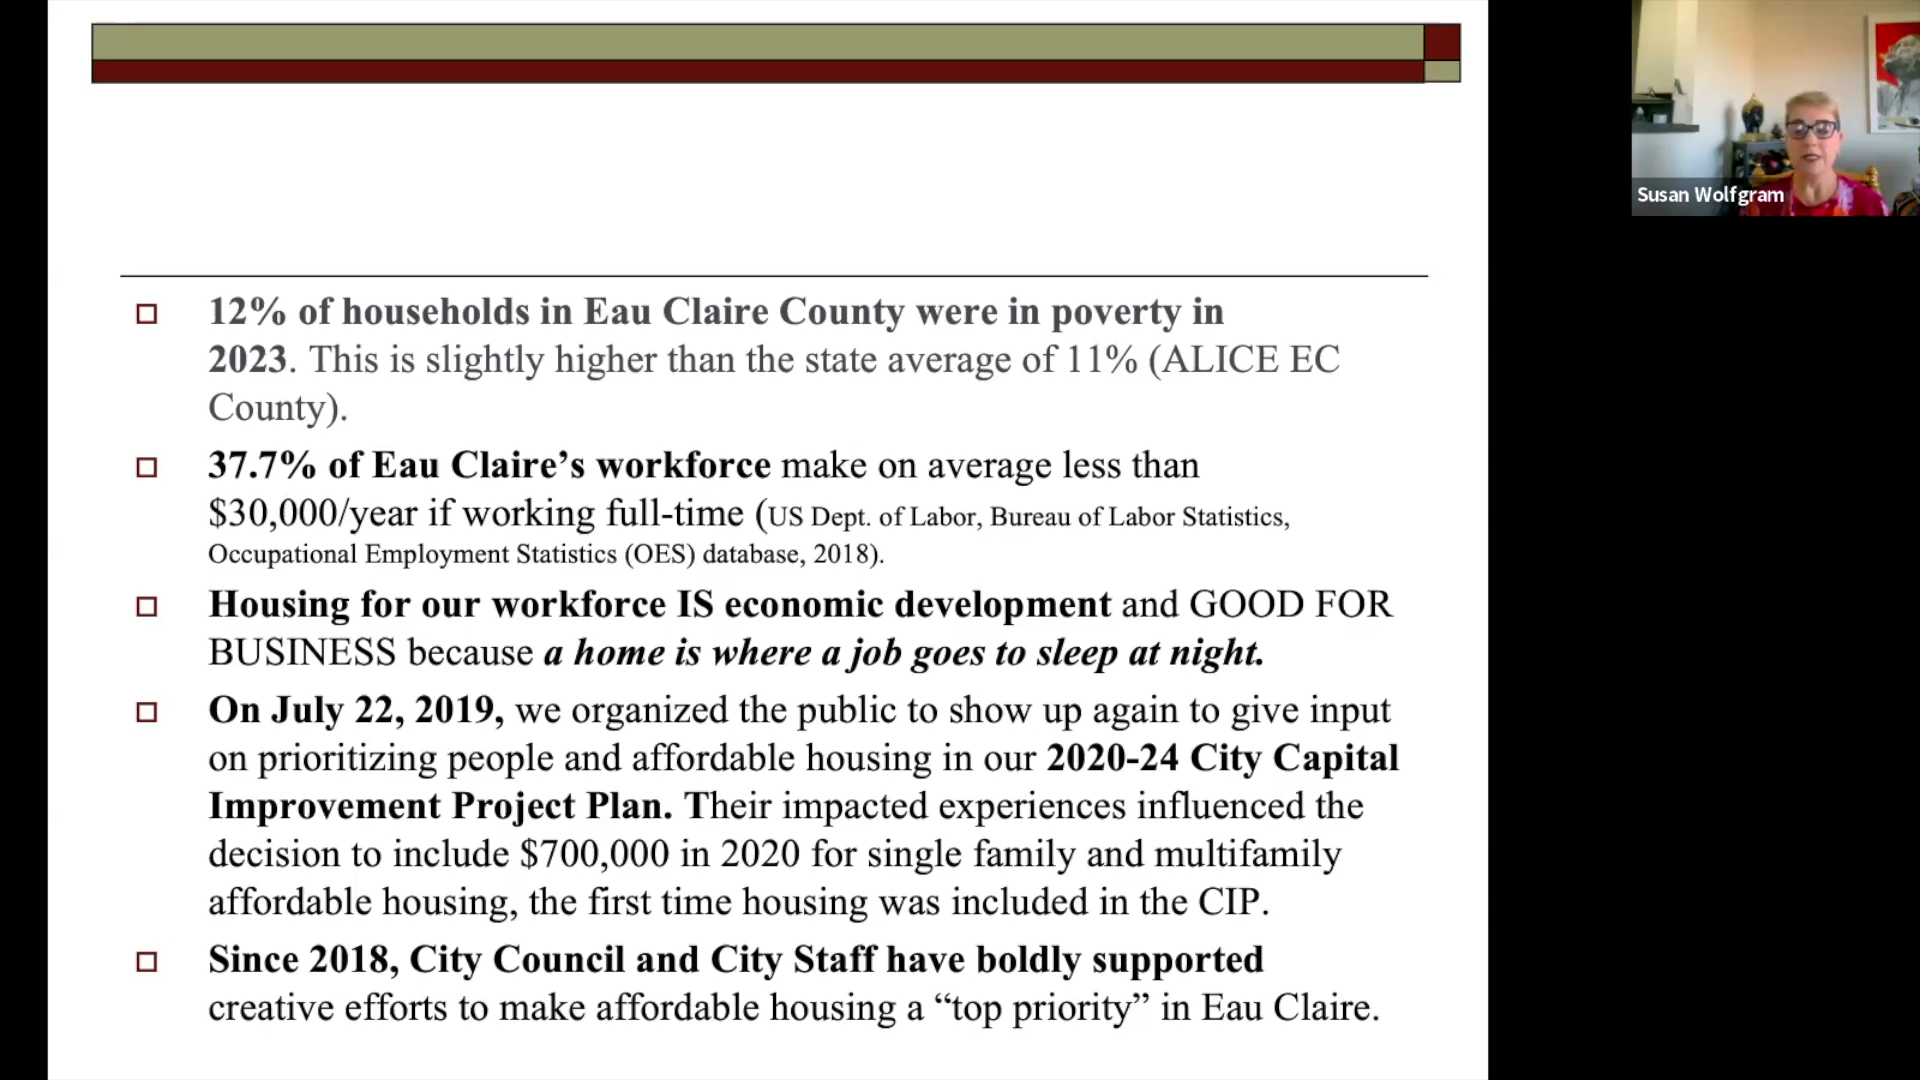 12% of households in Eau Claire County were in poverty in
2023. This is slightly higher than the state average of 11% (ALICE EC
County).
37.7% of Eau Claire’s workforce make on average less than
$30,000/year if working full-time (US Dept. of Labor, Bureau of Labor Statistics,
Occupational Employment Statistics (OES) database, 2018).
Housing for our workforce IS economic development and GOOD FOR
BUSINESS because a home is where a job goes to sleep at night.
On July 22, 2019, we organized the public to show up again to give input
on prioritizing people and affordable housing in our 2020-24 City Capital
Improvement Project Plan. Their impacted experiences influenced the
decision to include $700,000 in 2020 for single family and multifamily
affordable housing, the first time housing was included in the CIP.
Since 2018, City Council and City Staff have boldly supported
creative efforts to make affordable housing a “top priority” in Eau Claire.
Susan Wolfgram